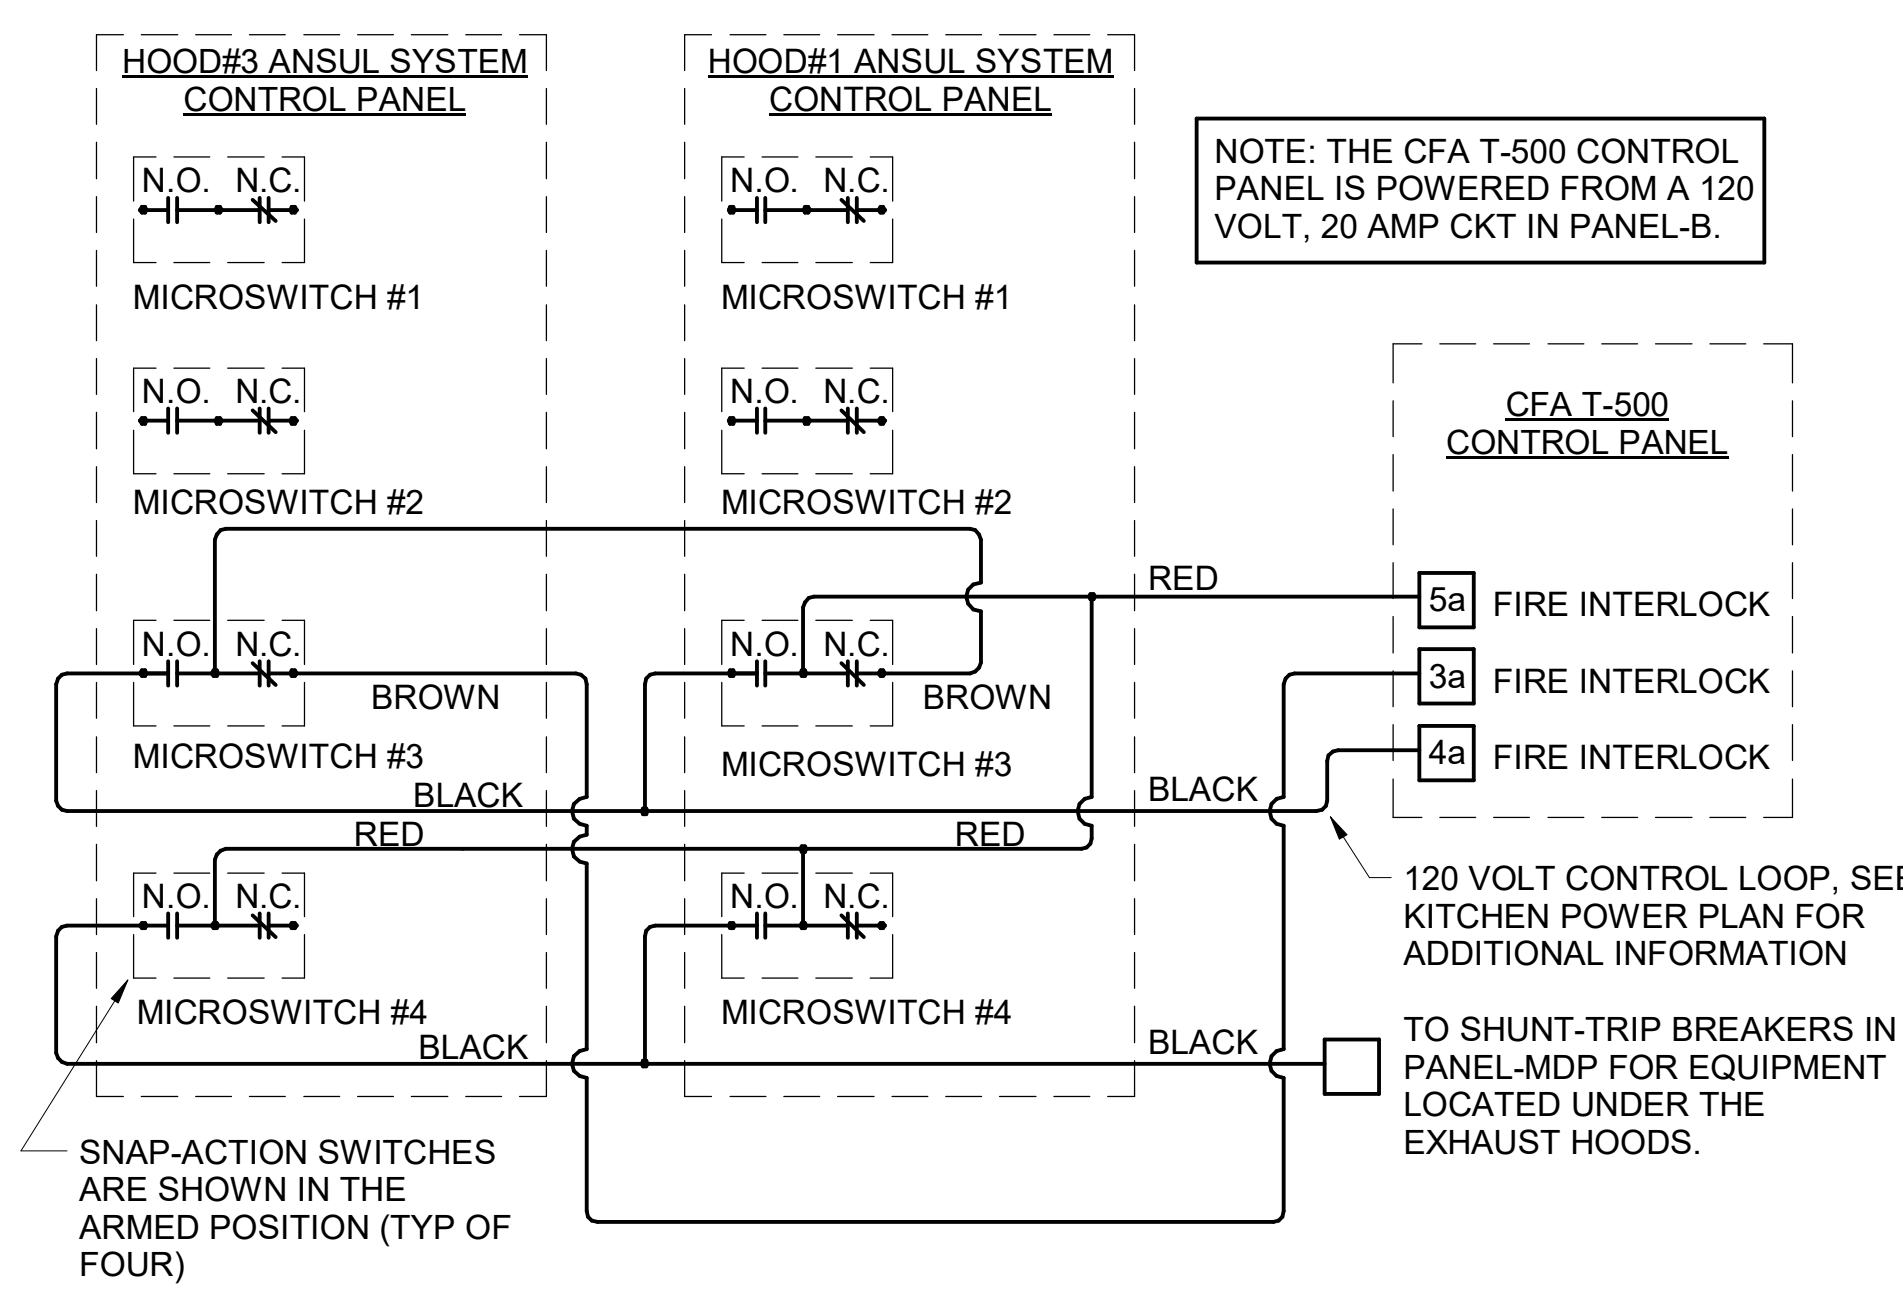 HOOD#3 ANSUL SYSTEM
CONTROL PANEL
N.O. N.C.
MICROSWITCH #1
N.O. N.C.
MICROSWITCH #2
N.O. N.C.
BROWN
MICROSWITCH #3
BLACK
RED
N.O. N.C.
MICROSWITCH #4
BLACK
SNAP-ACTION SWITCHES
ARE SHOWN IN THE
ARMED POSITION (TYP OF
FOUR)
HOOD#1 ANSUL SYSTEM
CONTROL PANEL
N.O. N.C.
MICROSWITCH #1
N.O. N.C.
MICROSWITCH #2
N.O. N.C.
BROWN
MICROSWITCH #3
RED
N.O. N.C.
MICROSWITCH #4
RED
BLACK
BLACK
NOTE: THE CFA T-500 CONTROL
PANEL IS POWERED FROM A 120
VOLT, 20 AMP CKT IN PANEL-B.
CFA T-500
CONTROL PANEL
5a FIRE INTERLOCK
3a FIRE INTERLOCK
4a FIRE INTERLOCK
120 VOLT CONTROL LOOP, SEE
KITCHEN POWER PLAN FOR
ADDITIONAL INFORMATION
TO SHUNT-TRIP BREAKERS IN
PANEL-MDP FOR EQUIPMENT
LOCATED UNDER THE
EXHAUST HOODS.